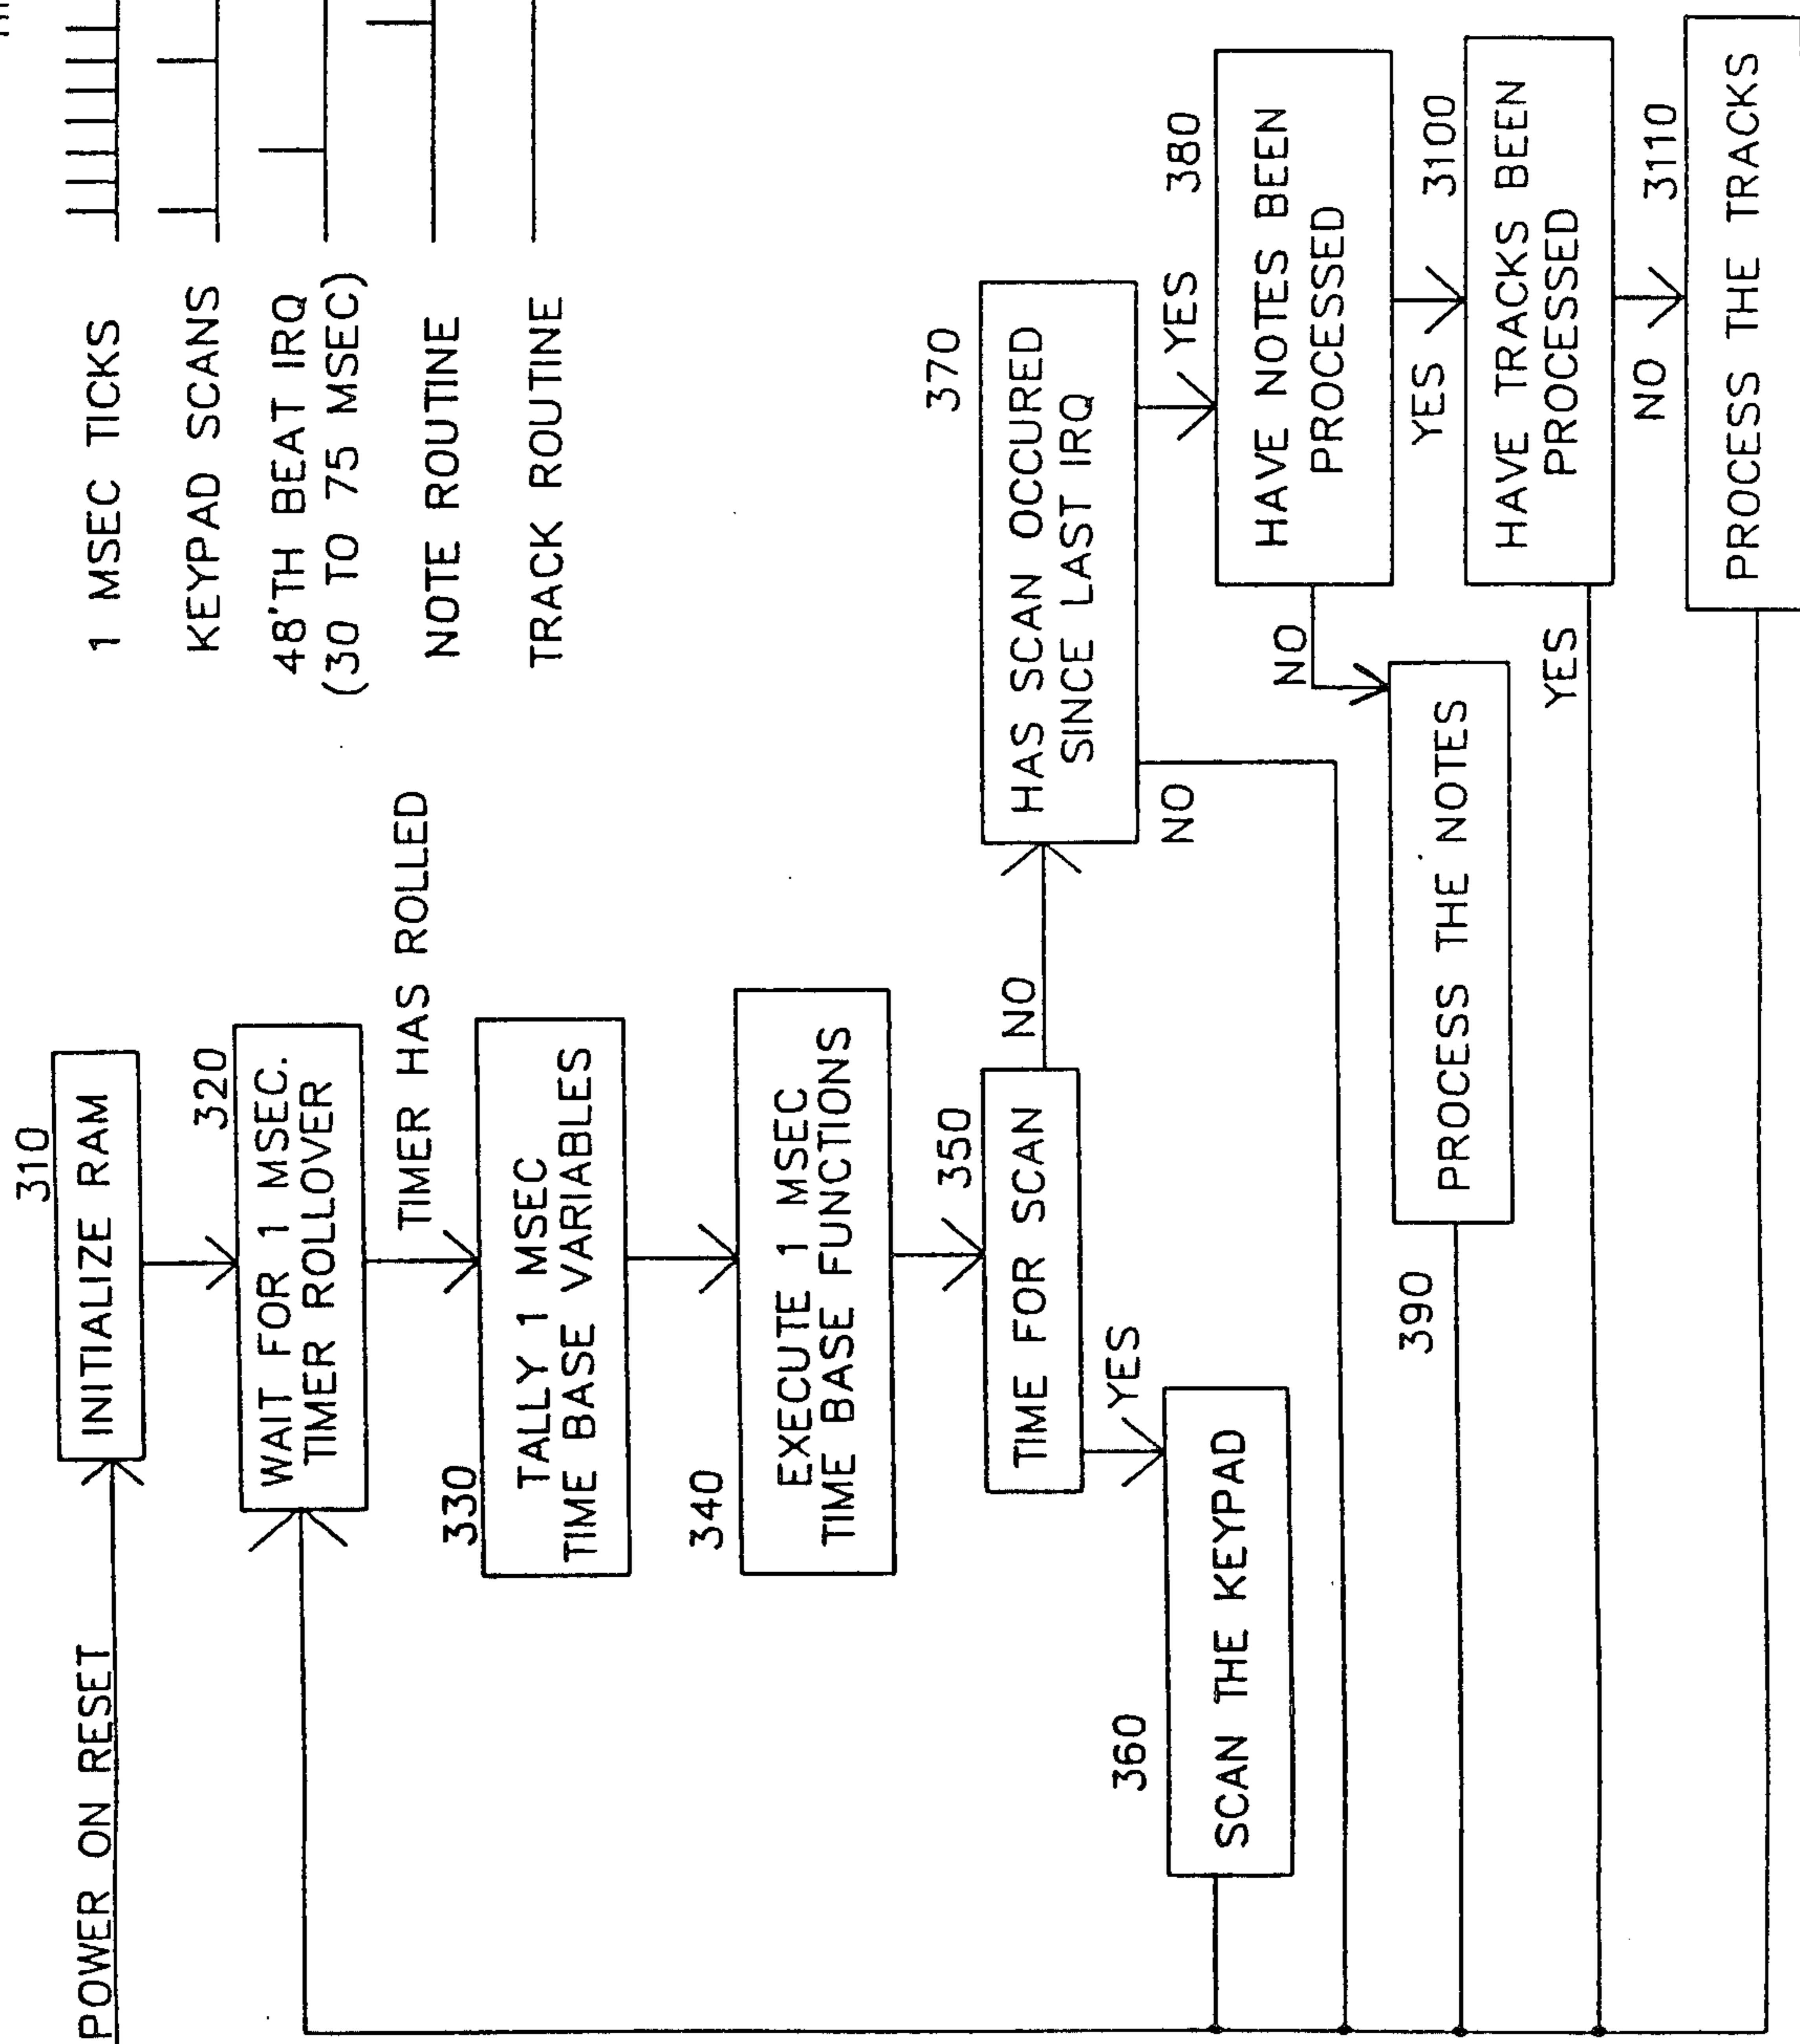 POWER ON RESET
310
INITIALIZE RAM
320
WAIT FOR 1 MSEC.
TIMER ROLLOVER
TIMER HAS ROLLED
330
TALLY 1 MSEC
TIME BASE VARIABLES
340
EXECUTE 1 MSEC
TIME BASE FUNCTIONS
350
TIME FOR SCAN
NO
YES
360
SCAN THE KEYPAD
370
HAS SCAN OCCURED
SINCE LAST IRQ
NO
YES
380
HAVE NOTES BEEN
PROCESSED
NO
YES
390
PROCESS THE NOTES
3100
HAVE TRACKS BEEN
PROCESSED
YES
NO
3110
PROCESS THE TRACKS
1 MSEC TICKS
KEYPAD SCANS
48'TH BEAT IRQ
(30 TO 75 MSEC)
NOTE ROUTINE
TRACK ROUTINE